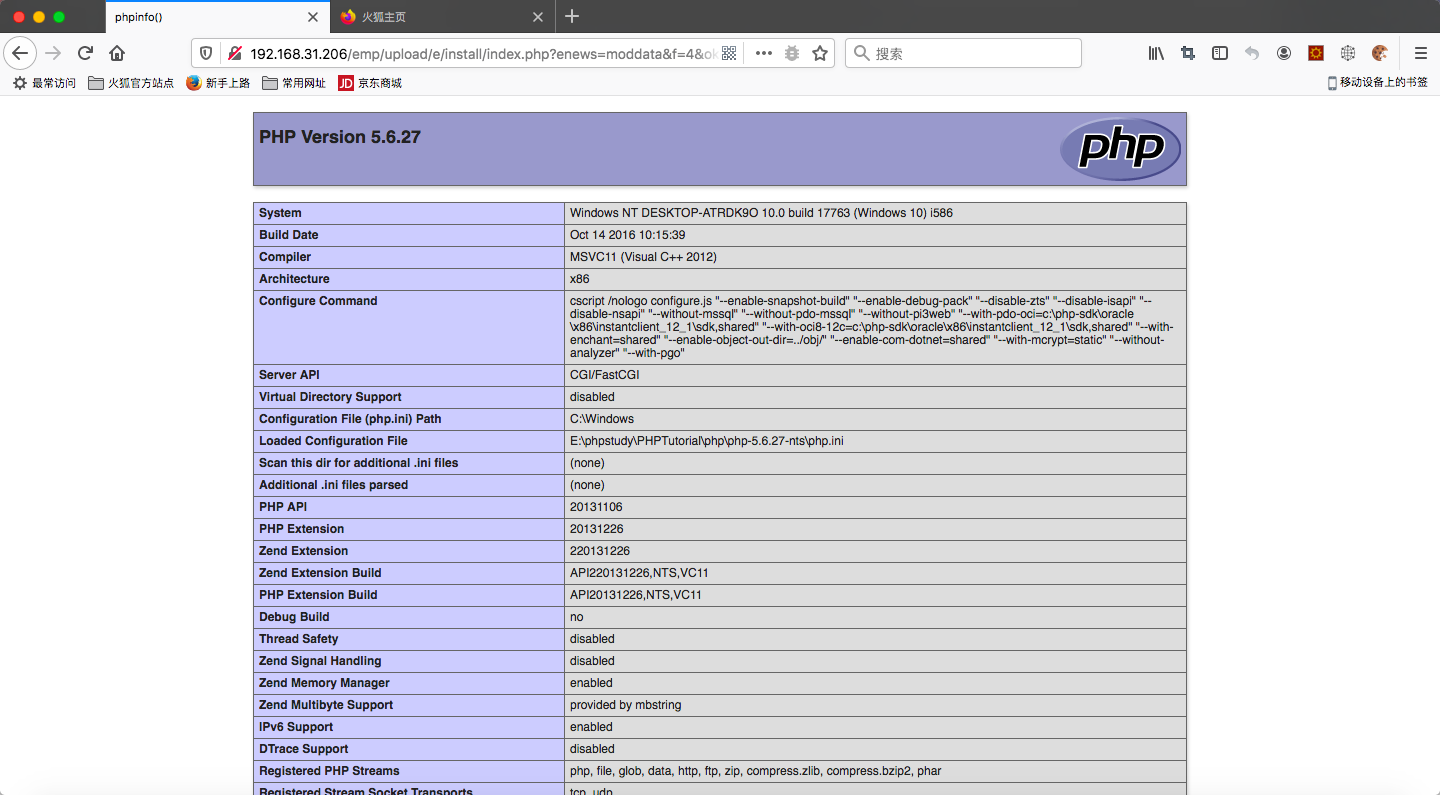 phpinfo()
火狐主页
192.168.31.206/emp/upload/e/install/index.php?enews=moddata&f=4&ok
搜索
最常访问
火狐官方站点
新手上路
常用网址
JD
京东商城
移动设备上的书签
PHP Version 5.6.27
php
System Windows NT DESKTOP-ATRDK9O 10.0 build 17763 (Windows 10) i586
Build Date Oct 14 2016 10:15:39
Compiler MSVC11 (Visual C++ 2012)
Architecture x86
Configure Command cscript /nologo configure.js "--enable-snapshot-build" "--enable-debug-pack" "--disable-zts" "--disable-isapi" "--
disable-nsapi" "--without-mssql" "--without-pdo-mssql" "--without-pi3web" "--with-pdo-oci=c:\php-sdk\oracle
\x86\instantclient_12_1\sdk,shared" "--with-oci8-12c=c:\php-sdk\oracle\x86\instantclient_12_1\sdk,shared" "--with-
enchant=shared" "--enable-object-out-dir=../obj/" "--enable-com-dotnet=shared" "--with-mcrypt=static" "--without-
analyzer" "--with-pgo"
Server API CGI/FastCGI
Virtual Directory Support disabled
Configuration File (php.ini) Path C:\Windows
Loaded Configuration File E:\phpstudy\PHPTutorial\php\php-5.6.27-nts\php.ini
Scan this dir for additional .ini files (none)
Additional .ini files parsed (none)
PHP API 20131106
PHP Extension 20131226
Zend Extension 220131226
Zend Extension Build API220131226,NTS,VC11
PHP Extension Build API20131226,NTS,VC11
Debug Build no
Thread Safety disabled
Zend Signal Handling disabled
Zend Memory Manager enabled
Zend Multibyte Support provided by mbstring
IPv6 Support enabled
DTrace Support disabled
Registered PHP Streams php, file, glob, data, http, ftp, zip, compress.zlib, compress.bzip2, phar
Registered Stream Socket Transports tcp, udp